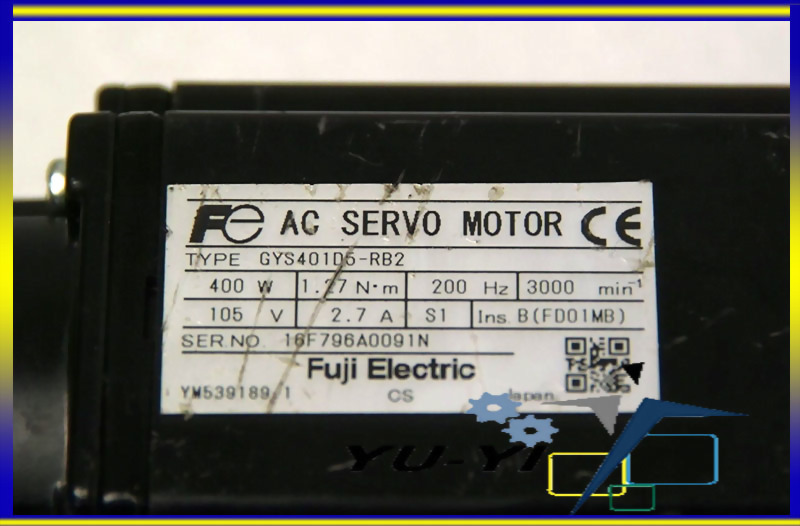 Fe AC SERVO MOTOR CE
TYPE GYS401D5-RB2
400 W 1.27 N·m 200 Hz 3000 min⁻¹
105 V 2.7 A S1 Ins. B(FD01MB)
SER.NO. 16F796A0091N
Fuji Electric
YM539189/1 CS Japan
YU-YI